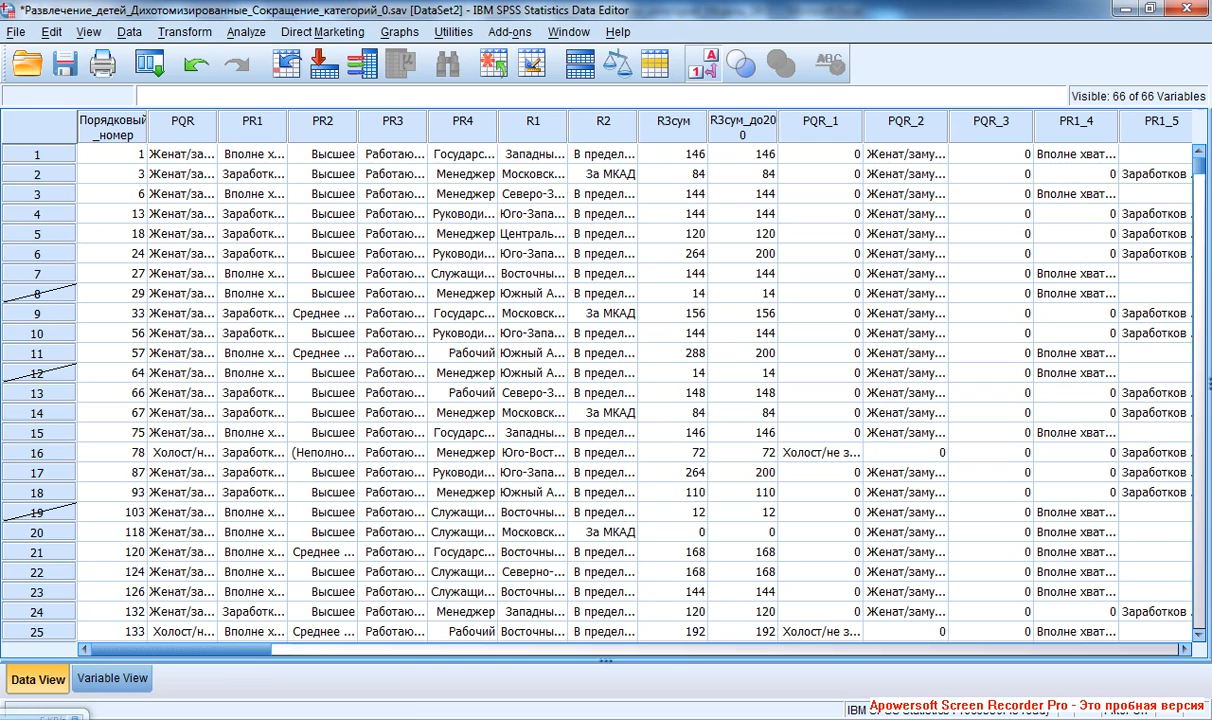 *Развлечение_детей_Дихотомизированные_Сокращение_категорий_0.sav [DataSet2] - IBM SPSS Statistics Data Editor
File Edit View Data Transform Analyze Direct Marketing Graphs Utilities Add-ons Window Help
Visible: 66 of 66 Variables
Порядковый_номер PQR PR1 PR2 PR3 PR4 R1 R2 R3сум R3сум_до200 PQR_1 PQR_2 PQR_3 PR1_4 PR1_5
1 1 Женат/за... Вполне х... Высшее Работаю... Государс... Западны... В предел... 146 146 0 Женат/заму... 0 Вполне хват...
2 3 Женат/за... Заработк... Высшее Работаю... Менеджер Московск... За МКАД 84 84 0 Женат/заму... 0 0 Заработков
3 6 Женат/за... Вполне х... Высшее Работаю... Менеджер Северо-З... В предел... 144 144 0 Женат/заму... 0 Вполне хват...
4 13 Женат/за... Заработк... Высшее Работаю... Руководи... Юго-Запа... В предел... 144 144 0 Женат/заму... 0 0 Заработков
5 18 Женат/за... Заработк... Высшее Работаю... Менеджер Централь... В предел... 120 120 0 Женат/заму... 0 0 Заработков
6 24 Женат/за... Заработк... Высшее Работаю... Руководи... Юго-Запа... В предел... 264 200 0 Женат/заму... 0 0 Заработков
7 27 Женат/за... Вполне х... Высшее Работаю... Служащи... Восточны... В предел... 144 144 0 Женат/заму... 0 Вполне хват...
8 29 Женат/за... Вполне х... Высшее Работаю... Менеджер Южный А... В предел... 14 14 0 Женат/заму... 0 Вполне хват...
9 33 Женат/за... Заработк... Среднее ... Работаю... Государс... Московск... За МКАД 156 156 0 Женат/заму... 0 0 Заработков
10 56 Женат/за... Заработк... Высшее Работаю... Руководи... Юго-Запа... В предел... 144 144 0 Женат/заму... 0 0 Заработков
11 57 Женат/за... Вполне х... Среднее ... Работаю... Рабочий Южный А... В предел... 288 200 0 Женат/заму... 0 Вполне хват...
12 64 Женат/за... Вполне х... Высшее Работаю... Менеджер Южный А... В предел... 14 14 0 Женат/заму... 0 Вполне хват...
13 66 Женат/за... Заработк... Высшее Работаю... Рабочий Северо-З... В предел... 148 148 0 Женат/заму... 0 0 Заработков
14 67 Женат/за... Заработк... Высшее Работаю... Менеджер Московск... За МКАД 84 84 0 Женат/заму... 0 0 Заработков
15 75 Женат/за... Вполне х... Высшее Работаю... Государс... Западны... В предел... 146 146 0 Женат/заму... 0 Вполне хват...
16 78 Холост/н... Заработк... (Неполно... Работаю... Менеджер Юго-Вост... В предел... 72 72 Холост/не з... 0 0 0 Заработков
17 87 Женат/за... Заработк... Высшее Работаю... Руководи... Юго-Запа... В предел... 264 200 0 Женат/заму... 0 0 Заработков
18 93 Женат/за... Заработк... Высшее Работаю... Менеджер Южный А... В предел... 110 110 0 Женат/заму... 0 0 Заработков
19 103 Женат/за... Вполне х... Высшее Работаю... Служащи... Московск... В предел... 12 12 0 Женат/заму... 0 Вполне хват...
20 118 Женат/за... Вполне х... Высшее Работаю... Служащи... Московск... За МКАД 0 0 0 Женат/заму... 0 Вполне хват...
21 120 Женат/за... Вполне х... Среднее ... Работаю... Государс... Восточны... В предел... 168 168 0 Женат/заму... 0 Вполне хват...
22 124 Женат/за... Вполне х... Высшее Работаю... Служащи... Северно-... В предел... 168 168 0 Женат/заму... 0 Вполне хват...
23 126 Женат/за... Вполне х... Высшее Работаю... Служащи... Восточны... В предел... 144 144 0 Женат/заму... 0 Вполне хват...
24 132 Женат/за... Заработк... Высшее Работаю... Менеджер Западны... В предел... 120 120 0 Женат/заму... 0 0 Заработков
25 133 Холост/н... Вполне х... Среднее ... Работаю... Рабочий Восточны... В предел... 192 192 Холост/не з... 0 0 Вполне хват...
Data View Variable View
Apowersoft Screen Recorder Pro - Это пробная версия